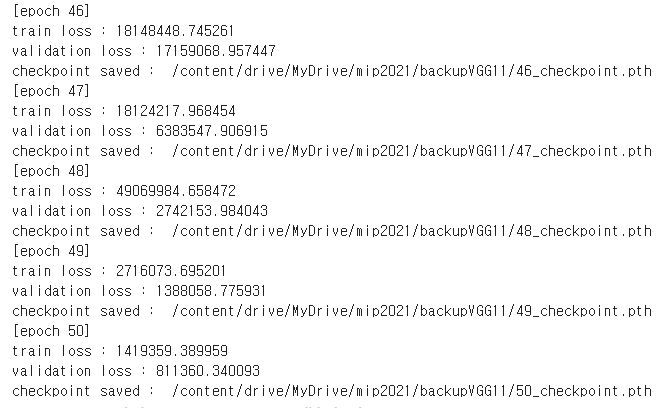 [epoch 46]
train loss : 18148448.745261
validation loss : 17159068.957447
checkpoint saved :  /content/drive/MyDrive/mip2021/backupVGG11/46_checkpoint.pth
[epoch 47]
train loss : 18124217.968454
validation loss : 6383547.906915
checkpoint saved :  /content/drive/MyDrive/mip2021/backupVGG11/47_checkpoint.pth
[epoch 48]
train loss : 49069984.658472
validation loss : 2742153.984043
checkpoint saved :  /content/drive/MyDrive/mip2021/backupVGG11/48_checkpoint.pth
[epoch 49]
train loss : 2716073.695201
validation loss : 1388058.775931
checkpoint saved :  /content/drive/MyDrive/mip2021/backupVGG11/49_checkpoint.pth
[epoch 50]
train loss : 1419359.389959
validation loss : 811360.340093
checkpoint saved :  /content/drive/MyDrive/mip2021/backupVGG11/50_checkpoint.pth